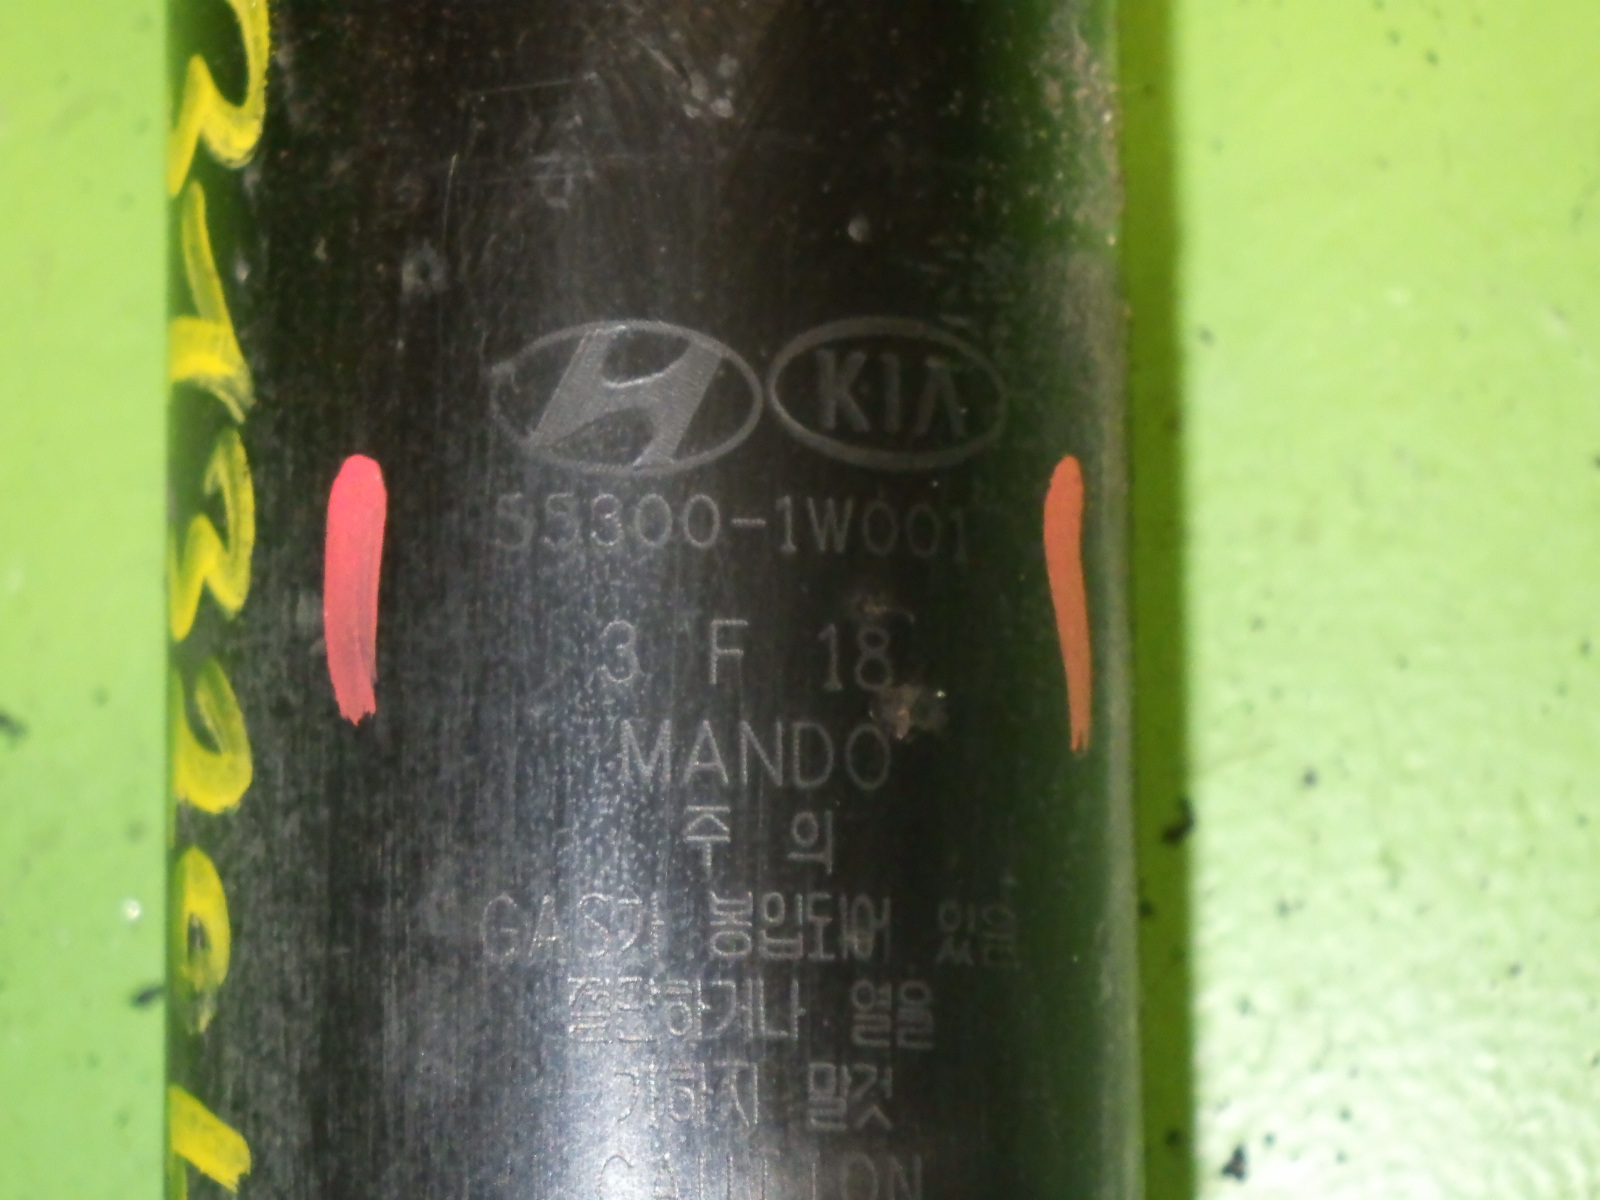 KIA
55300-1W001
3 F 18
MANDO
주 의
GAS가 봉입되어 있음
절단하거나 열을
가하지 말것
CAUTION